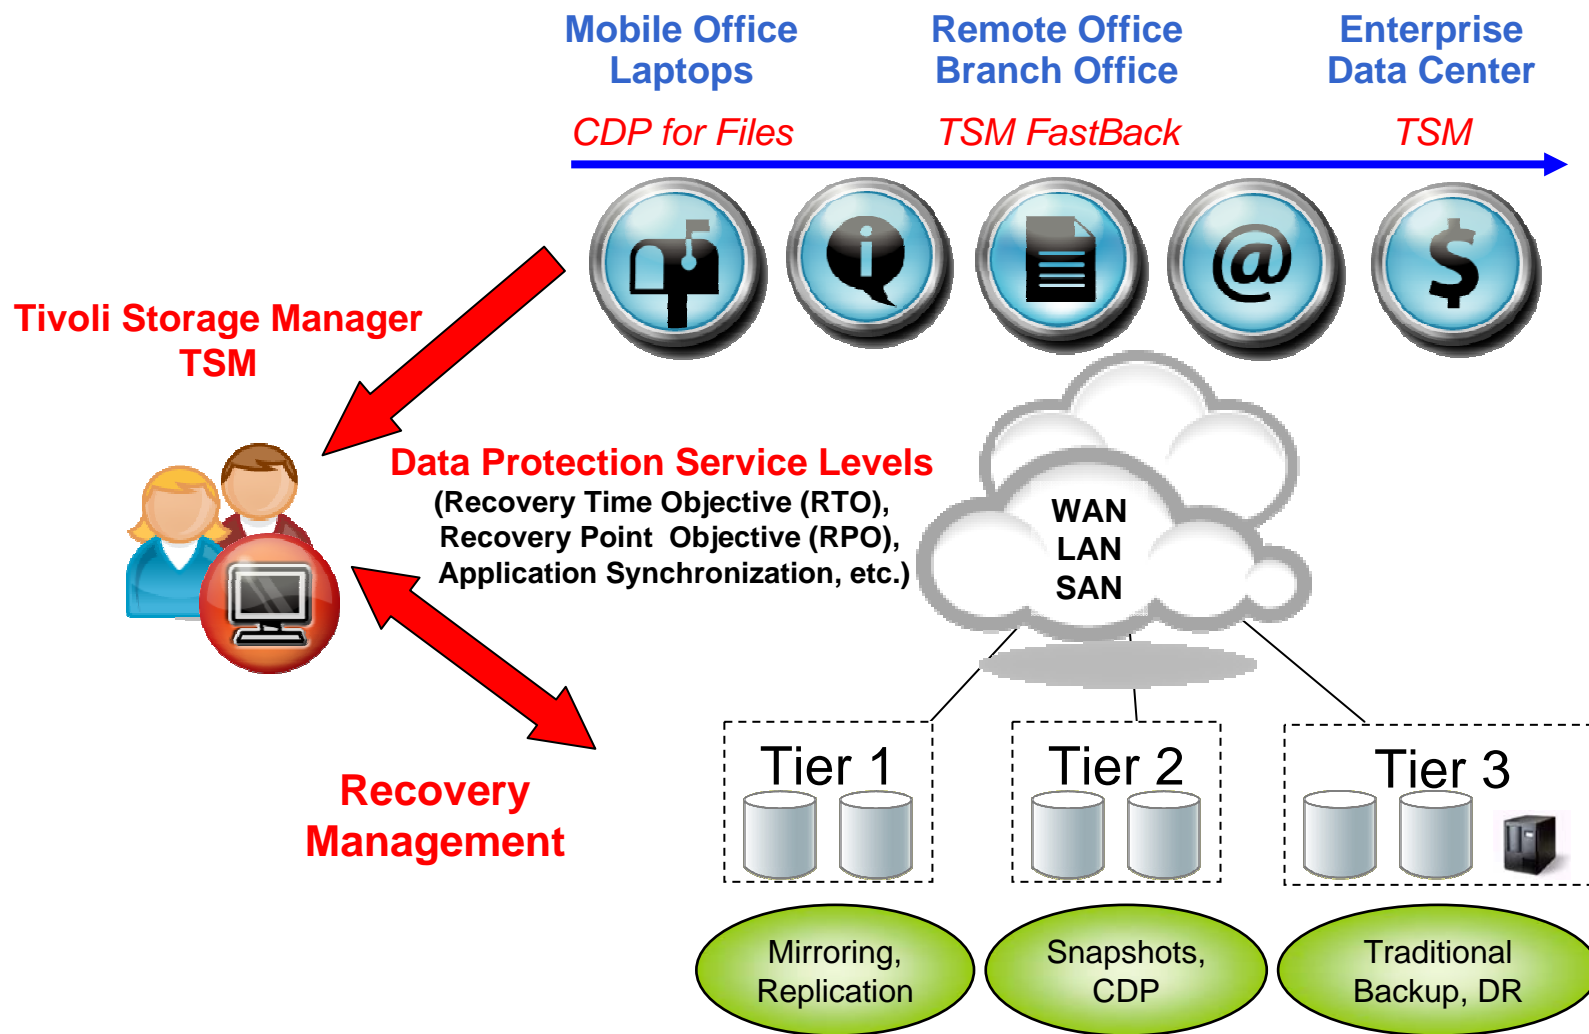 Mobile Office
Laptops
Remote Office
Branch Office
Enterprise
Data Center
CDP for Files
TSM FastBack
TSM
i
@
$
Tivoli Storage Manager
TSM
Data Protection Service Levels
(Recovery Time Objective (RTO),
Recovery Point Objective (RPO),
Application Synchronization, etc.)
WAN
LAN
SAN
Recovery
Management
Tier 1
Tier 2
Tier 3
Mirroring,
Replication
Snapshots,
CDP
Traditional
Backup, DR